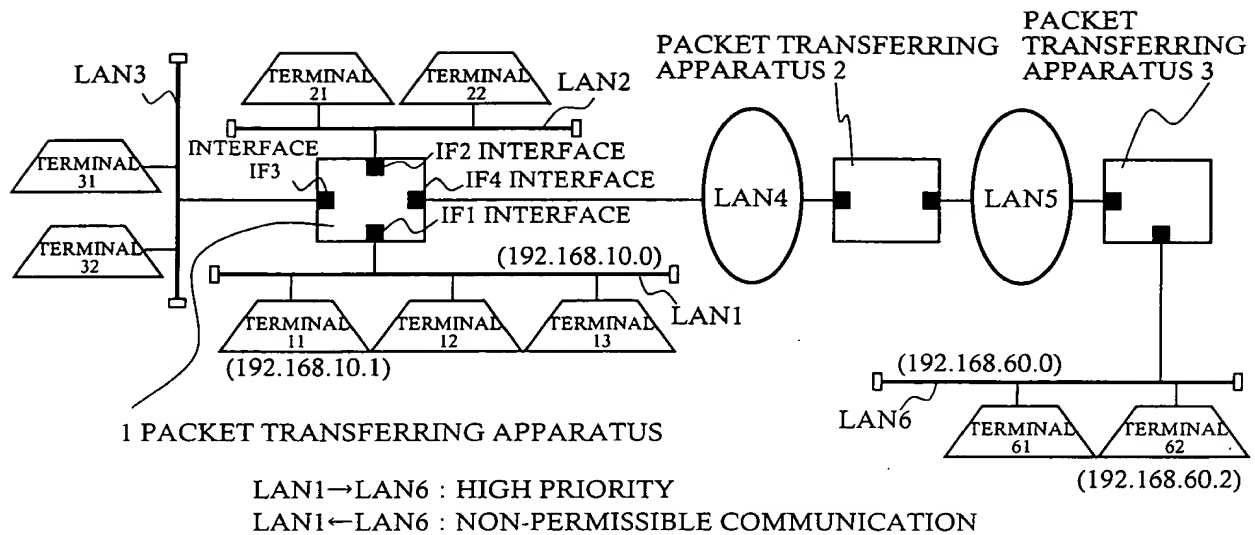 PACKET
TRANSFERRING
APPARATUS 3
PACKET TRANSFERRING
APPARATUS 2
LAN3
TERMINAL
21
TERMINAL
22
LAN2
TERMINAL
31
INTERFACE
IF3
IF2 INTERFACE
IF4 INTERFACE
IF1 INTERFACE
LAN4
LAN5
TERMINAL
32
(192.168.10.0)
LAN1
TERMINAL
11
TERMINAL
12
TERMINAL
13
(192.168.10.1)
(192.168.60.0)
LAN6
TERMINAL
61
TERMINAL
62
(192.168.60.2)
1 PACKET TRANSFERRING APPARATUS
LAN1→LAN6 : HIGH PRIORITY
LAN1←LAN6 : NON-PERMISSIBLE COMMUNICATION